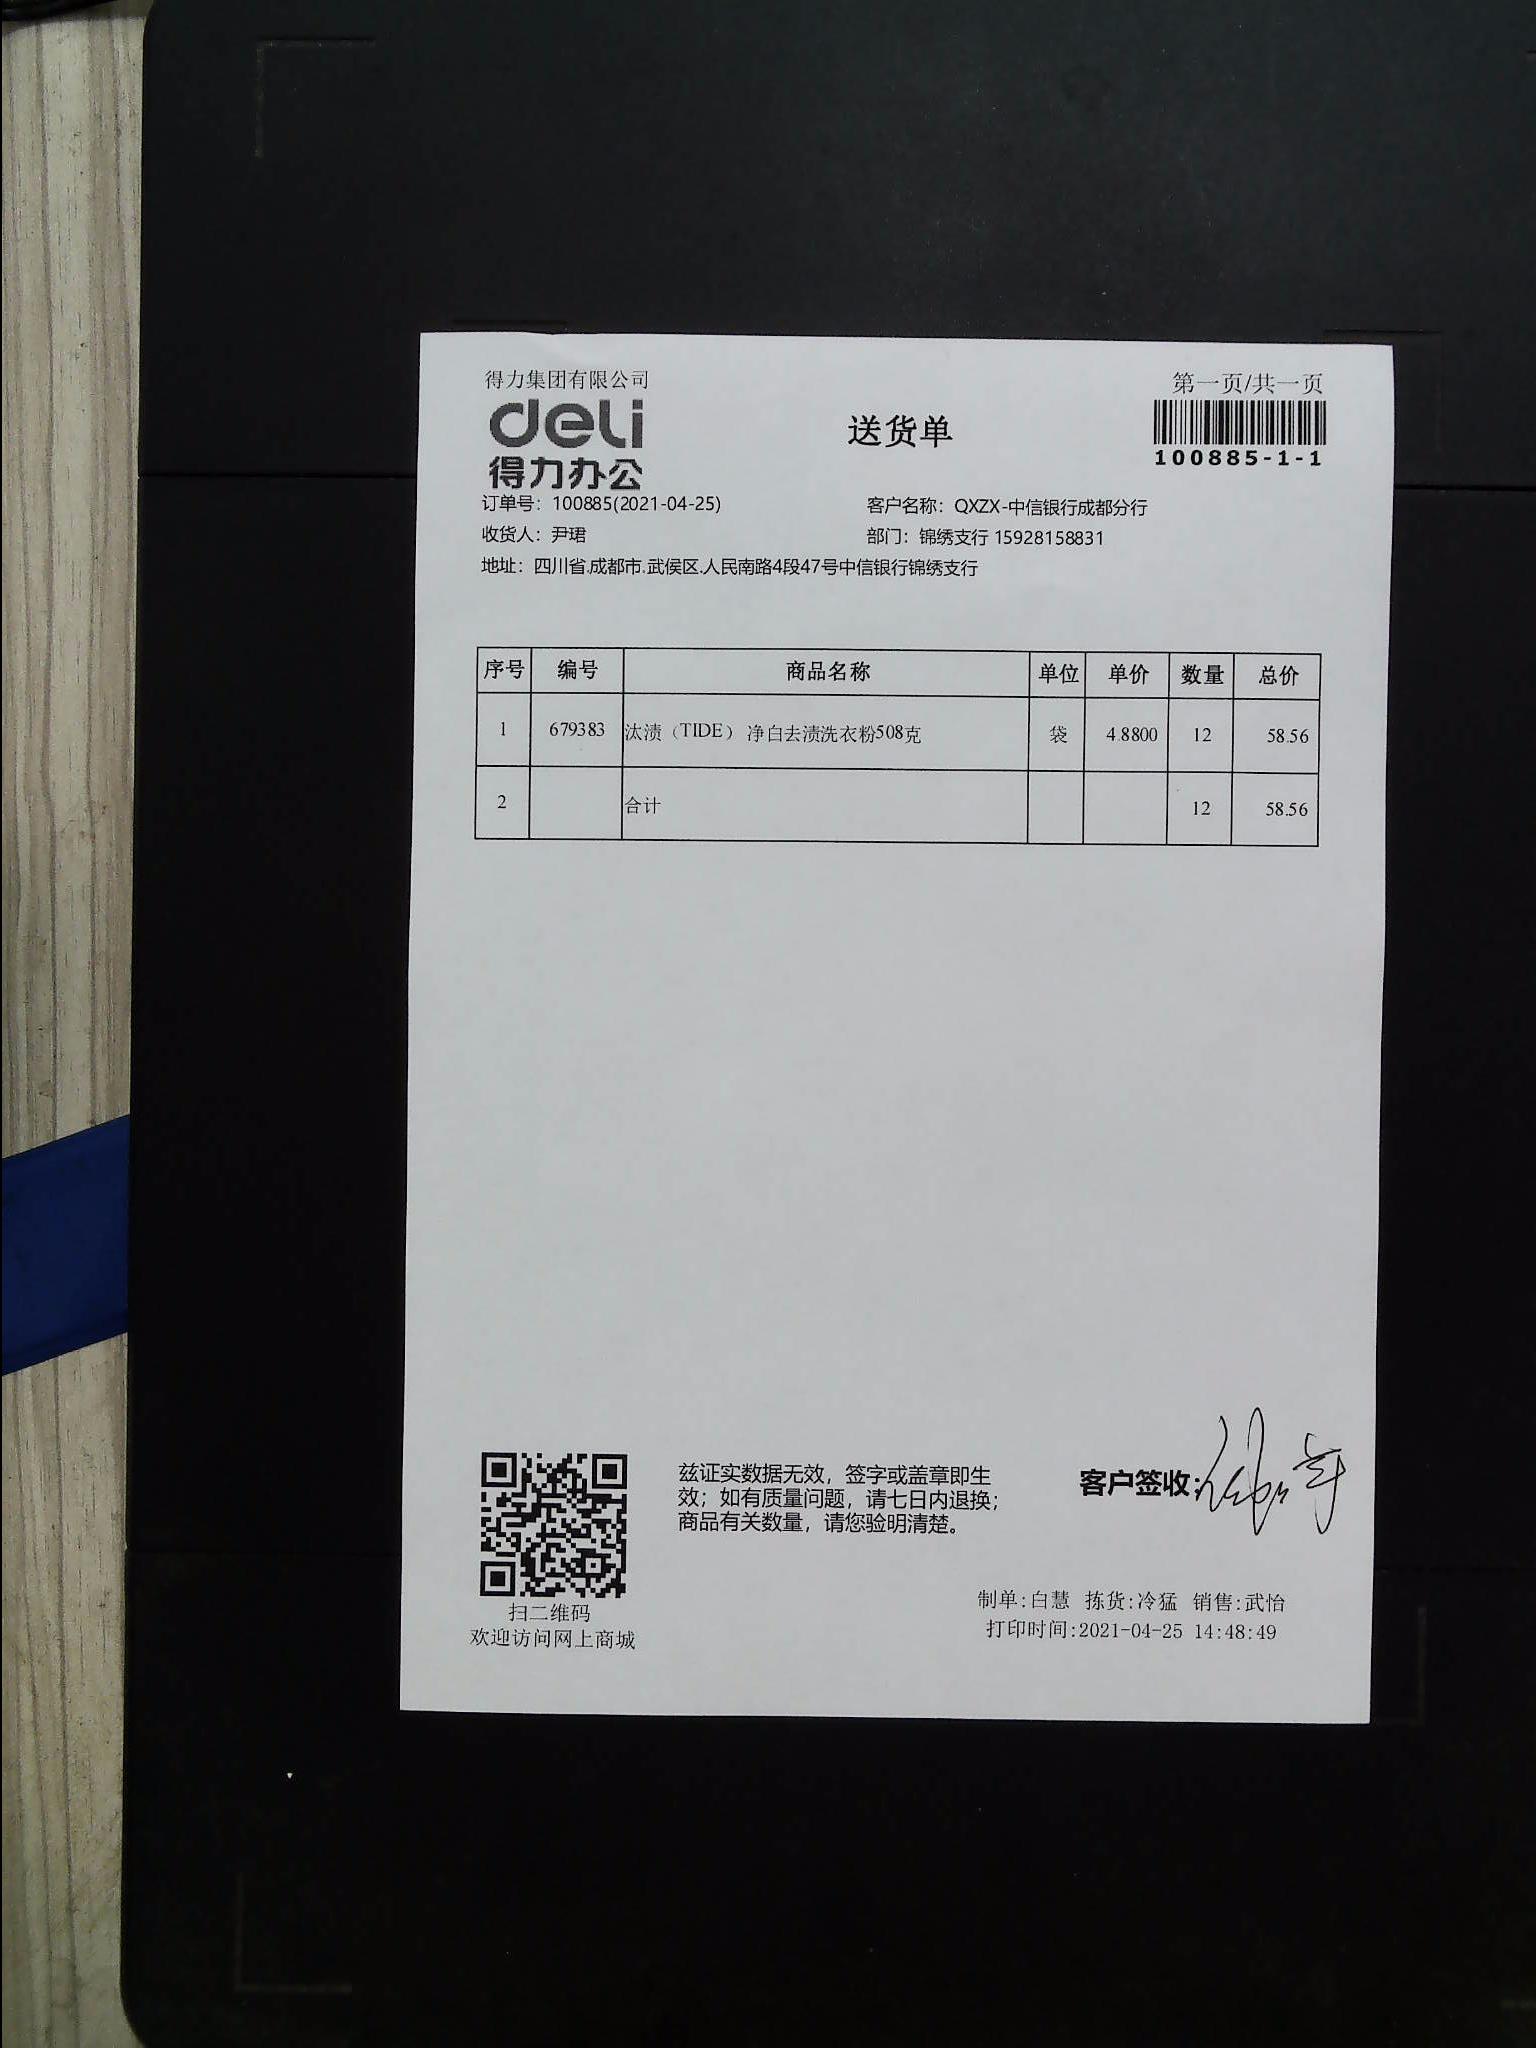 得力集团有限公司
第一页/共一页
deli
得力办公
送货单
100885-1-1
订单号：100885(2021-04-25)
客户名称：QXZX-中信银行成都分行
收货人：尹珺
部门：锦绣支行 15928158831
地址：四川省.成都市.武侯区.人民南路4段47号中信银行锦绣支行
序号 编号 商品名称 单位 单价 数量 总价
1 679383 汰渍（TIDE） 净白去渍洗衣粉508克 袋 4.8800 12 58.56
2 合计 12 58.56
兹证实数据无效，签字或盖章即生
效；如有质量问题，请七日内退换；
商品有关数量，请您验明清楚。
客户签收：
扫二维码
欢迎访问网上商城
制单:白慧 拣货:冷猛 销售:武怡
打印时间:2021-04-25 14:48:49